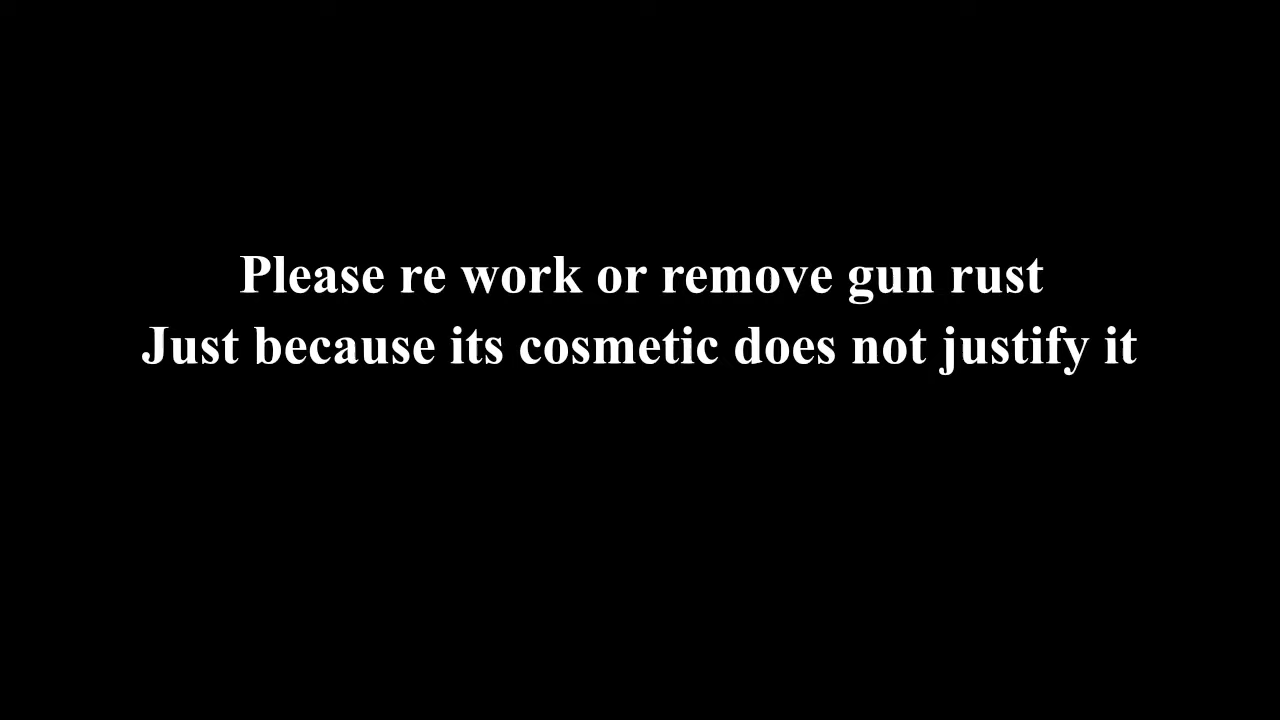 Please re work or remove gun rust
Just because its cosmetic does not justify it